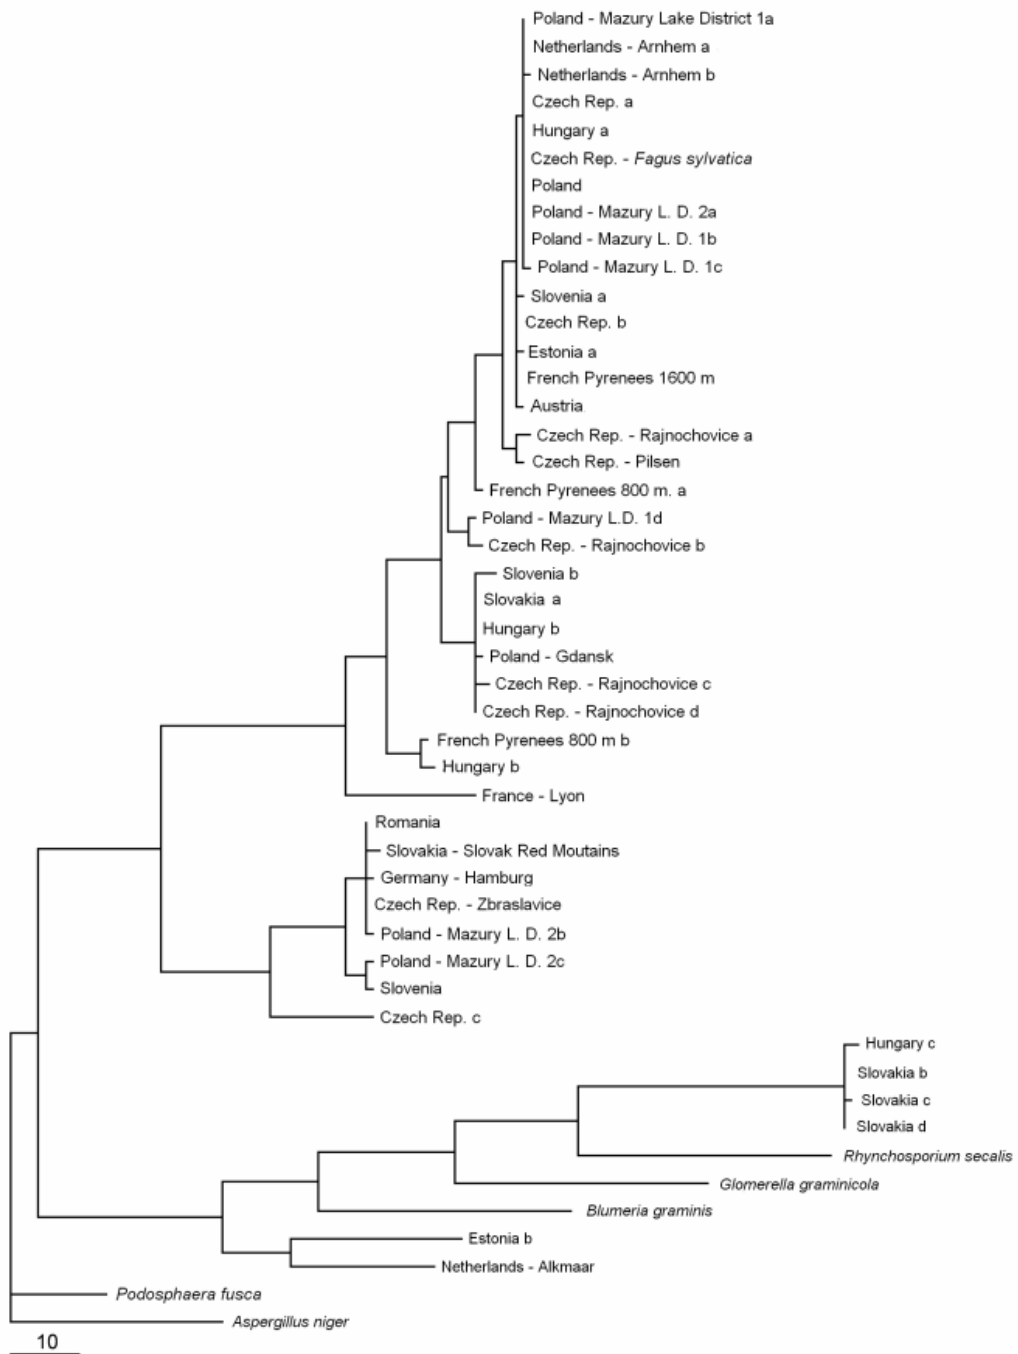 Poland - Mazury Lake District 1a
Netherlands - Arnhem a
Netherlands - Arnhem b
Czech Rep. a
Hungary a
Czech Rep. - Fagus sylvatica
Poland
Poland - Mazury L. D. 2a
Poland - Mazury L. D. 1b
Poland - Mazury L. D. 1c
Slovenia a
Czech Rep. b
Estonia a
French Pyrenees 1600 m
Austria
Czech Rep. - Rajnochovice a
Czech Rep. - Pilsen
French Pyrenees 800 m. a
Poland - Mazury L.D. 1d
Czech Rep. - Rajnochovice b
Slovenia b
Slovakia a
Hungary b
Poland - Gdansk
Czech Rep. - Rajnochovice c
Czech Rep. - Rajnochovice d
French Pyrenees 800 m b
Hungary b
France - Lyon
Romania
Slovakia - Slovak Red Moutains
Germany - Hamburg
Czech Rep. - Zbraslavice
Poland - Mazury L. D. 2b
Poland - Mazury L. D. 2c
Slovenia
Czech Rep. c
Hungary c
Slovakia b
Slovakia c
Slovakia d
Rhynchosporium secalis
Glomerella graminicola
Blumeria graminis
Estonia b
Netherlands - Alkmaar
Podosphaera fusca
Aspergillus niger
10